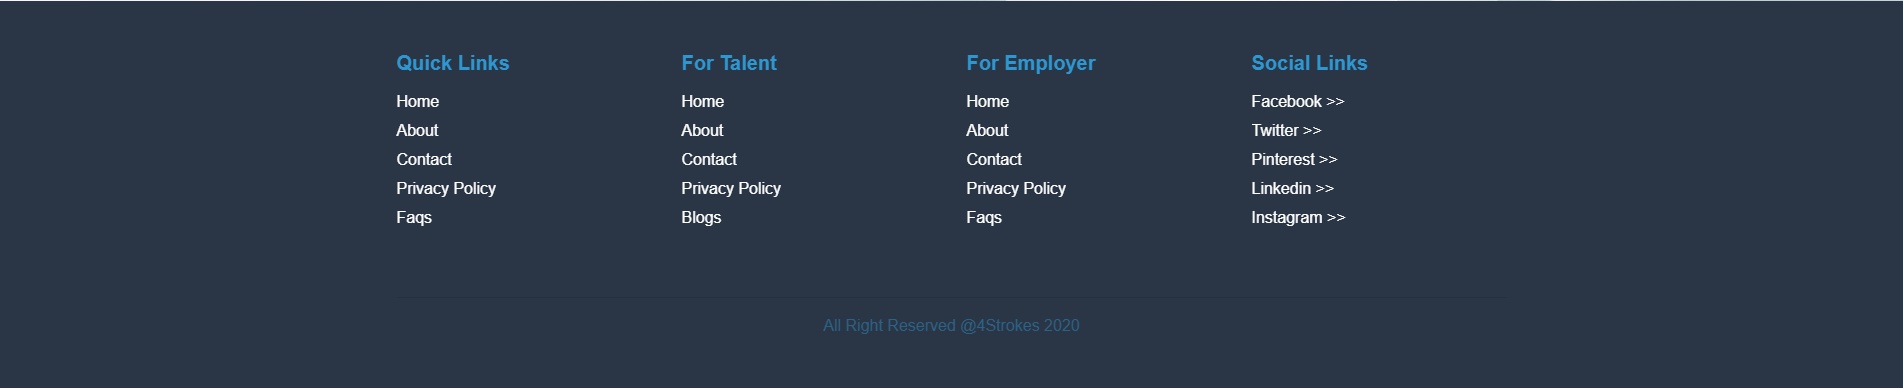 Quick Links
Home
About
Contact
Privacy Policy
Faqs
For Talent
Home
About
Contact
Privacy Policy
Blogs
For Employer
Home
About
Contact
Privacy Policy
Faqs
Social Links
Facebook >>
Twitter >>
Pinterest >>
Linkedin >>
Instagram >>
All Right Reserved @4Strokes 2020